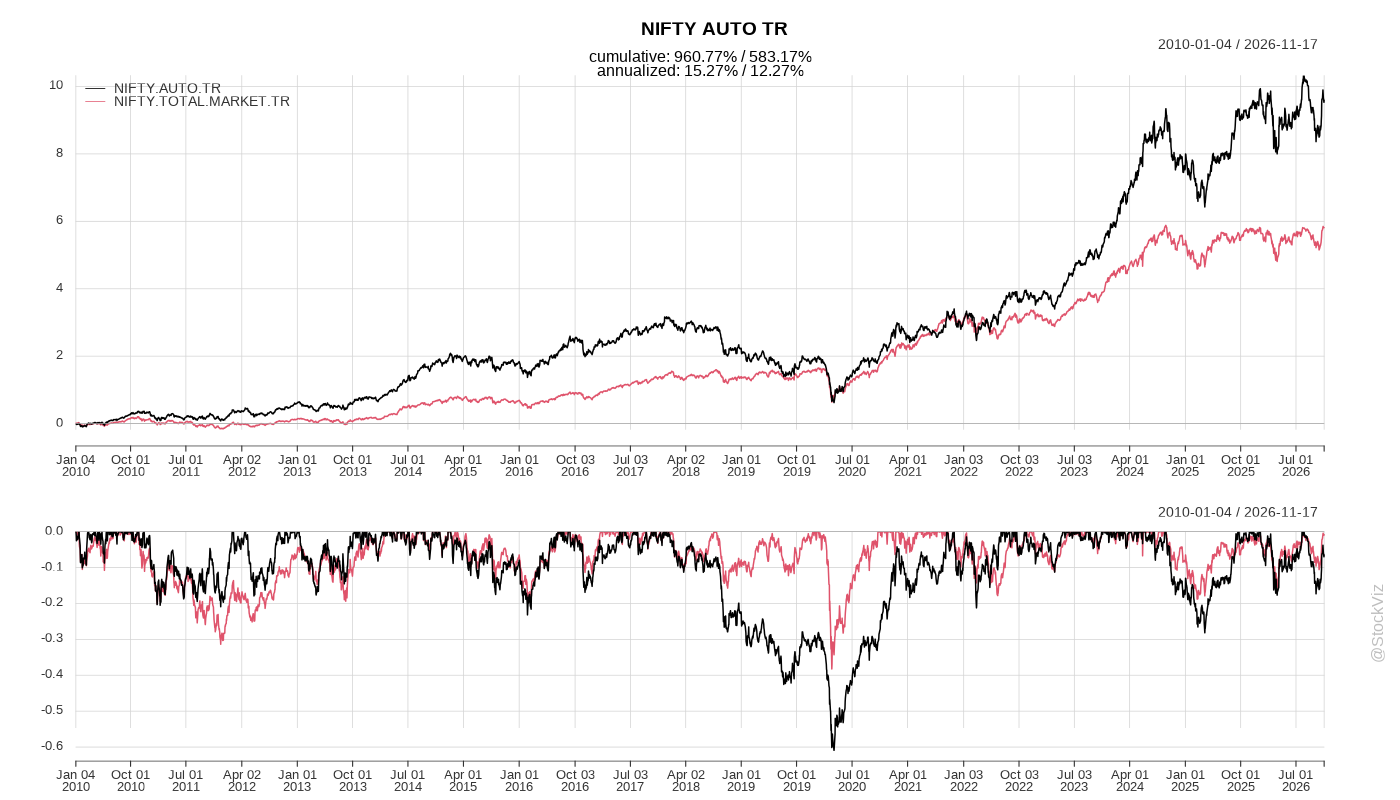 NIFTY AUTO TR
2010-01-04 / 2026-11-17
cumulative: 960.77% / 583.17%
annualized: 15.27% / 12.27%
NIFTY.AUTO.TR
NIFTY.TOTAL.MARKET.TR
10
8
6
4
2
0
Jan 04 Oct 01 Jul 01 Apr 02 Jan 01 Oct 01 Jul 01 Apr 01 Jan 01 Oct 03 Jul 03 Apr 02 Jan 01 Oct 01 Jul 01 Apr 01 Jan 03 Oct 03 Jul 03 Apr 01 Jan 01 Oct 01 Jul 01
2010 2010 2011 2012 2013 2013 2014 2015 2016 2016 2017 2018 2019 2019 2020 2021 2022 2022 2023 2024 2025 2025 2026
2010-01-04 / 2026-11-17
0.0
-0.1
-0.2
-0.3
-0.4
-0.5
-0.6
Jan 04 Oct 01 Jul 01 Apr 02 Jan 01 Oct 01 Jul 01 Apr 01 Jan 01 Oct 03 Jul 03 Apr 02 Jan 01 Oct 01 Jul 01 Apr 01 Jan 03 Oct 03 Jul 03 Apr 01 Jan 01 Oct 01 Jul 01
2010 2010 2011 2012 2013 2013 2014 2015 2016 2016 2017 2018 2019 2019 2020 2021 2022 2022 2023 2024 2025 2025 2026
@StockViz